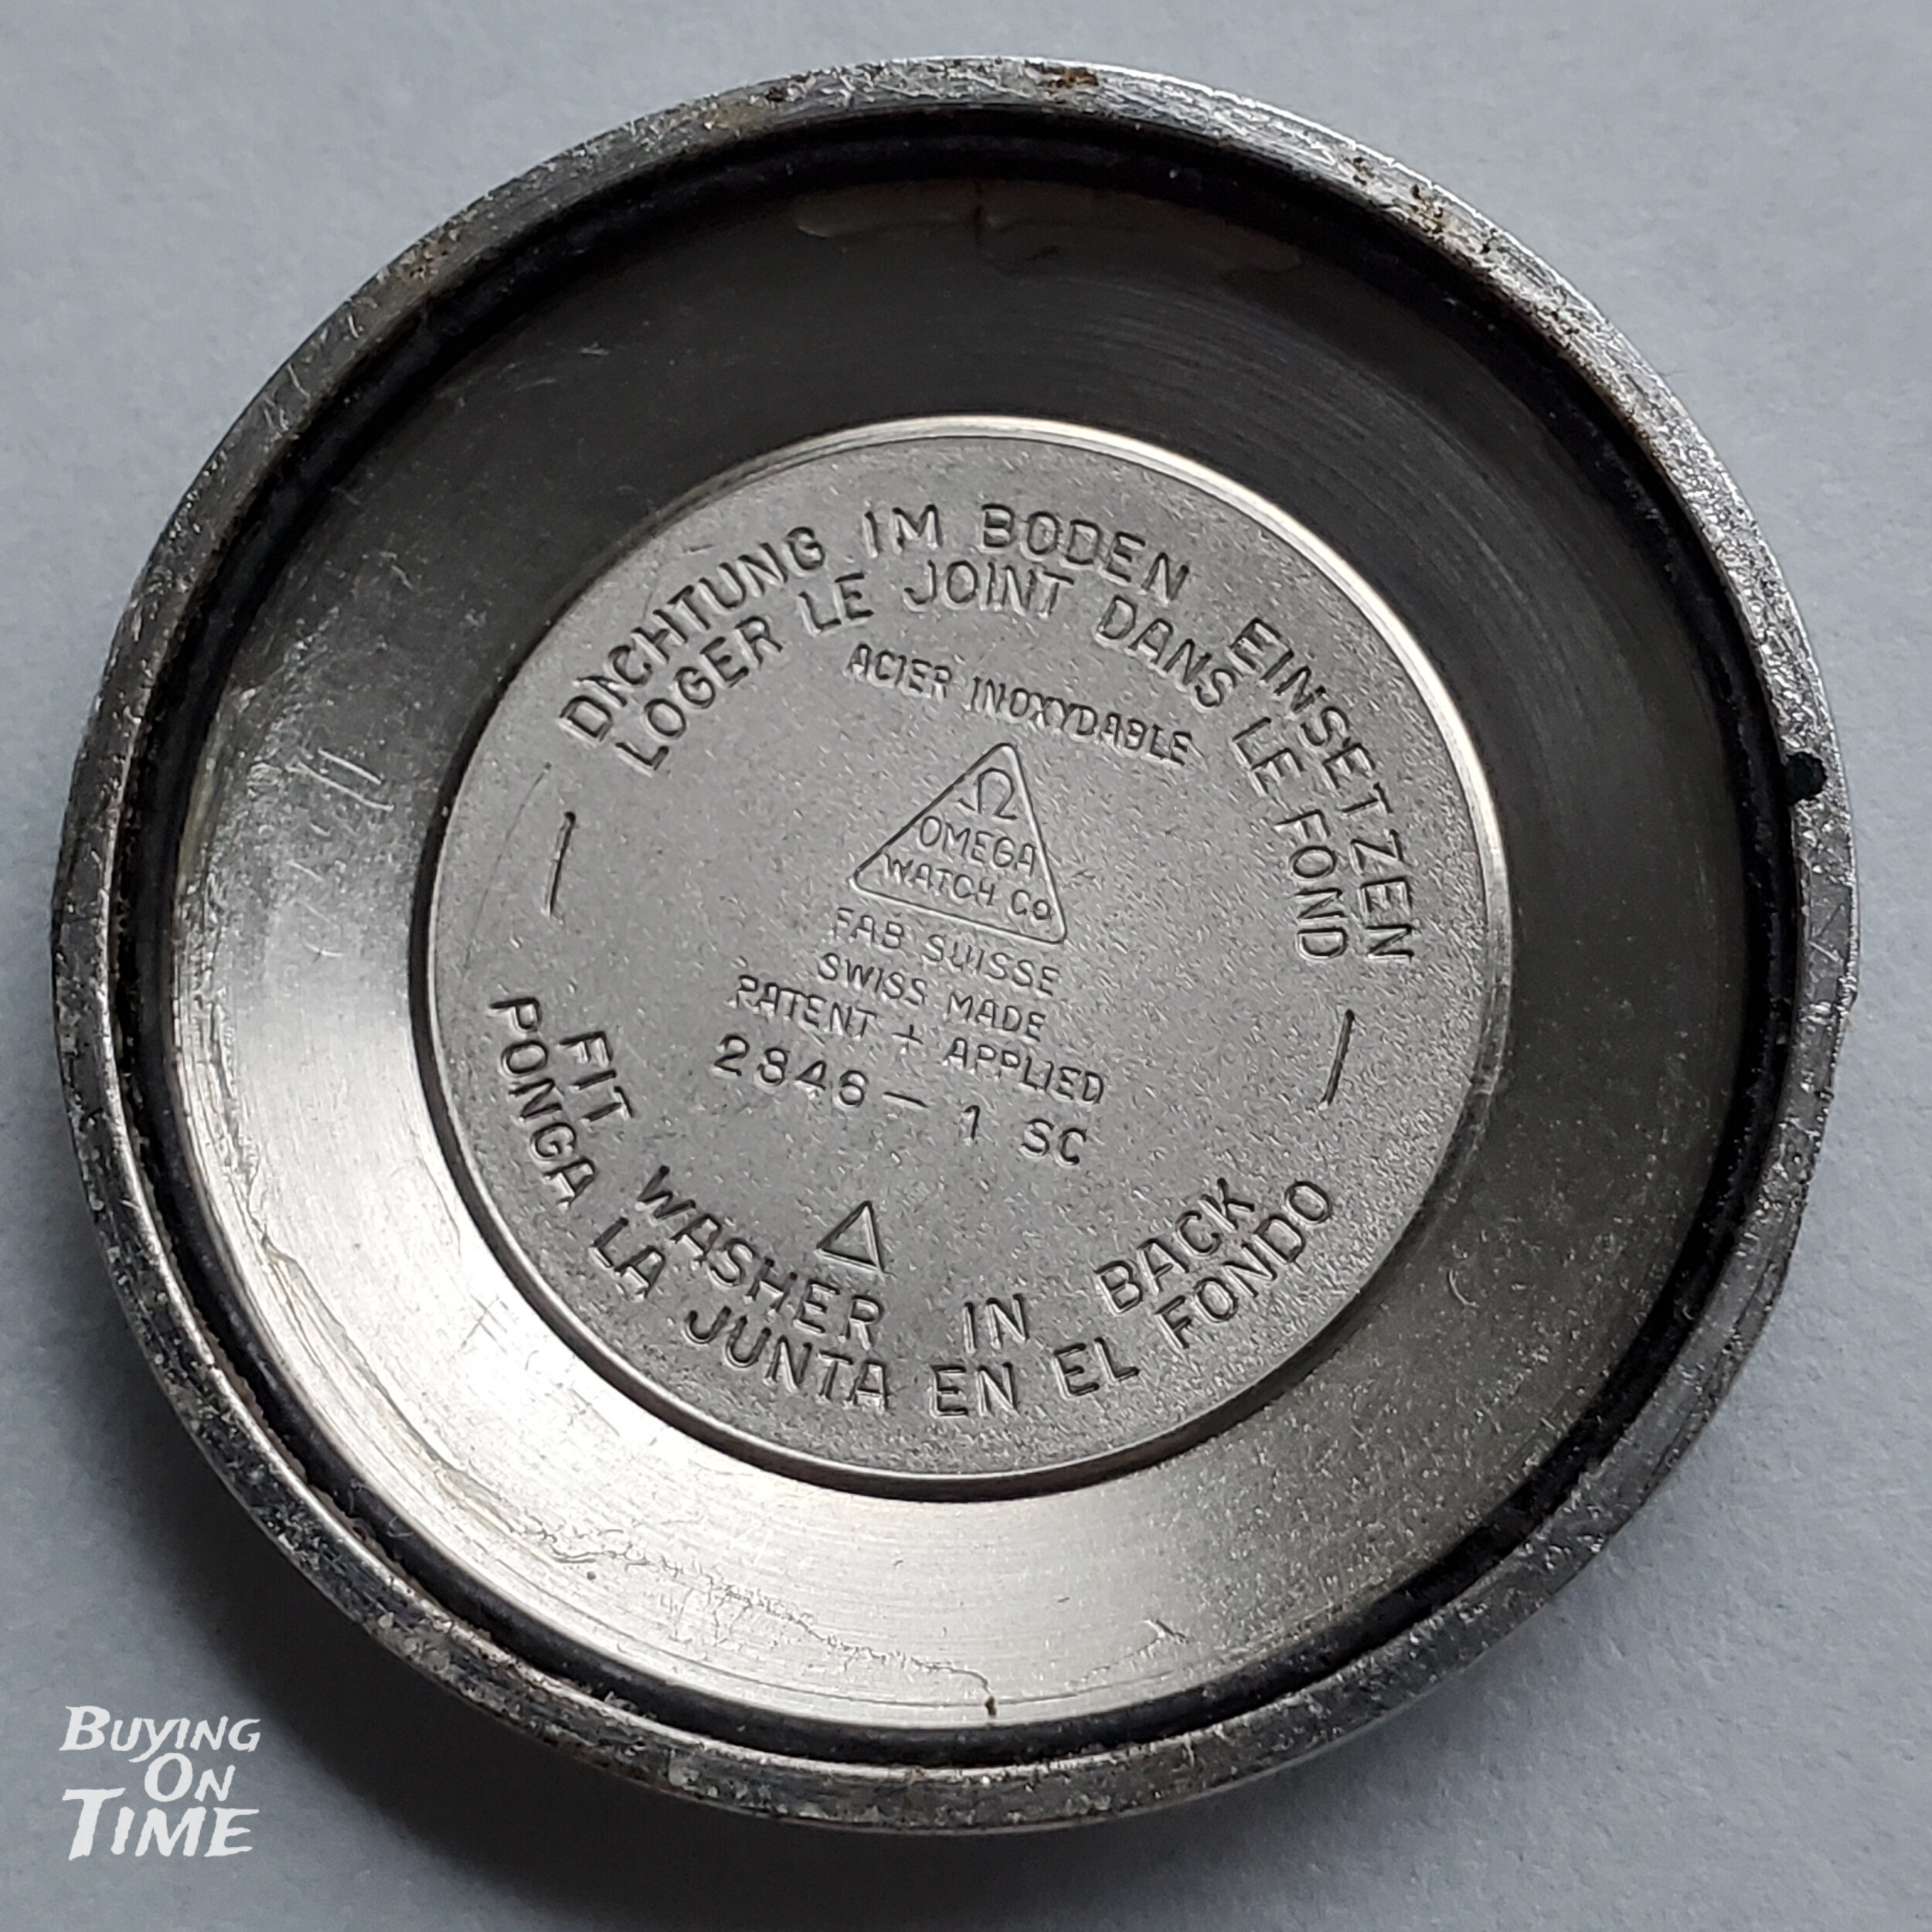 DICHTUNG IM BODEN EINSETZEN
LOGER LE JOINT DANS LE FOND
ACIER INOXYDABLE
Ω
OMEGA
WATCH Co
FAB SUISSE
SWISS MADE
PATENT + APPLIED
2846 - 1 SC
FIT WASHER IN BACK
PONGA LA JUNTA EN EL FONDO
BUYING
ON
TIME